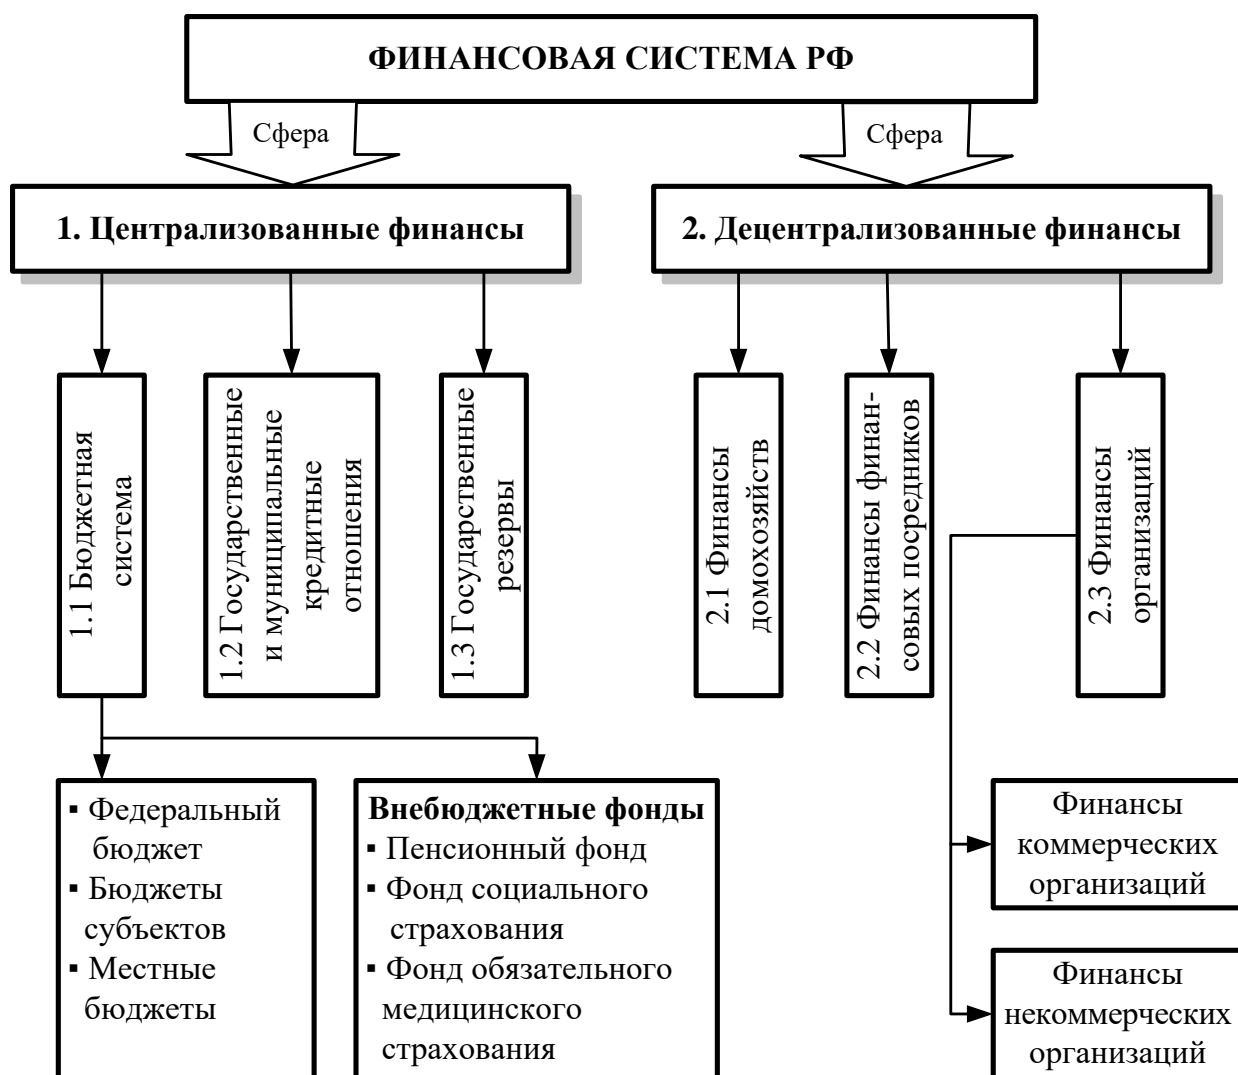 ФИНАНСОВАЯ СИСТЕМА РФ
Сфера
Сфера
1. Централизованные финансы
2. Децентрализованные финансы
1.1 Бюджетная
система
1.2 Государственные
и муниципальные
кредитные
отношения
1.3 Государственные
резервы
2.1 Финансы
домохозяйств
2.2 Финансы финан-
совых посредников
2.3 Финансы
организаций
▪ Федеральный
бюджет
▪ Бюджеты
субъектов
▪ Местные
бюджеты
Внебюджетные фонды
▪ Пенсионный фонд
▪ Фонд социального
страхования
▪ Фонд обязательного
медицинского
страхования
Финансы
коммерческих
организаций
Финансы
некоммерческих
организаций